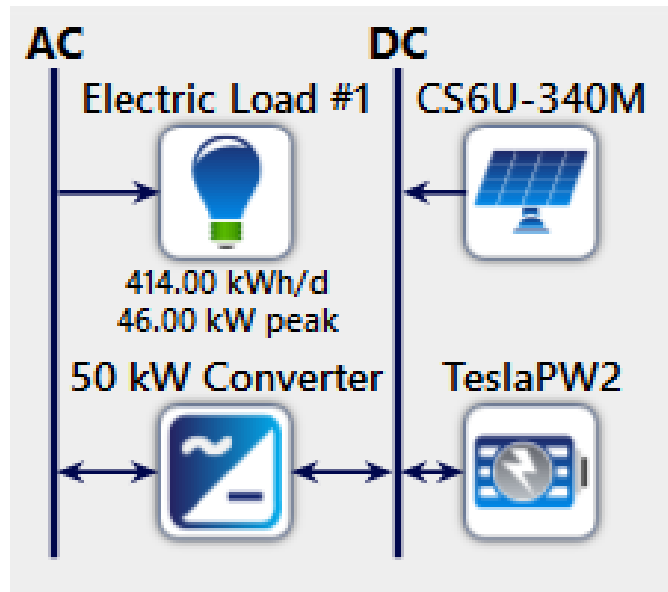 AC
DC
Electric Load #1
CS6U-340M
414.00 kWh/d
46.00 kW peak
50 kW Converter
TeslaPW2